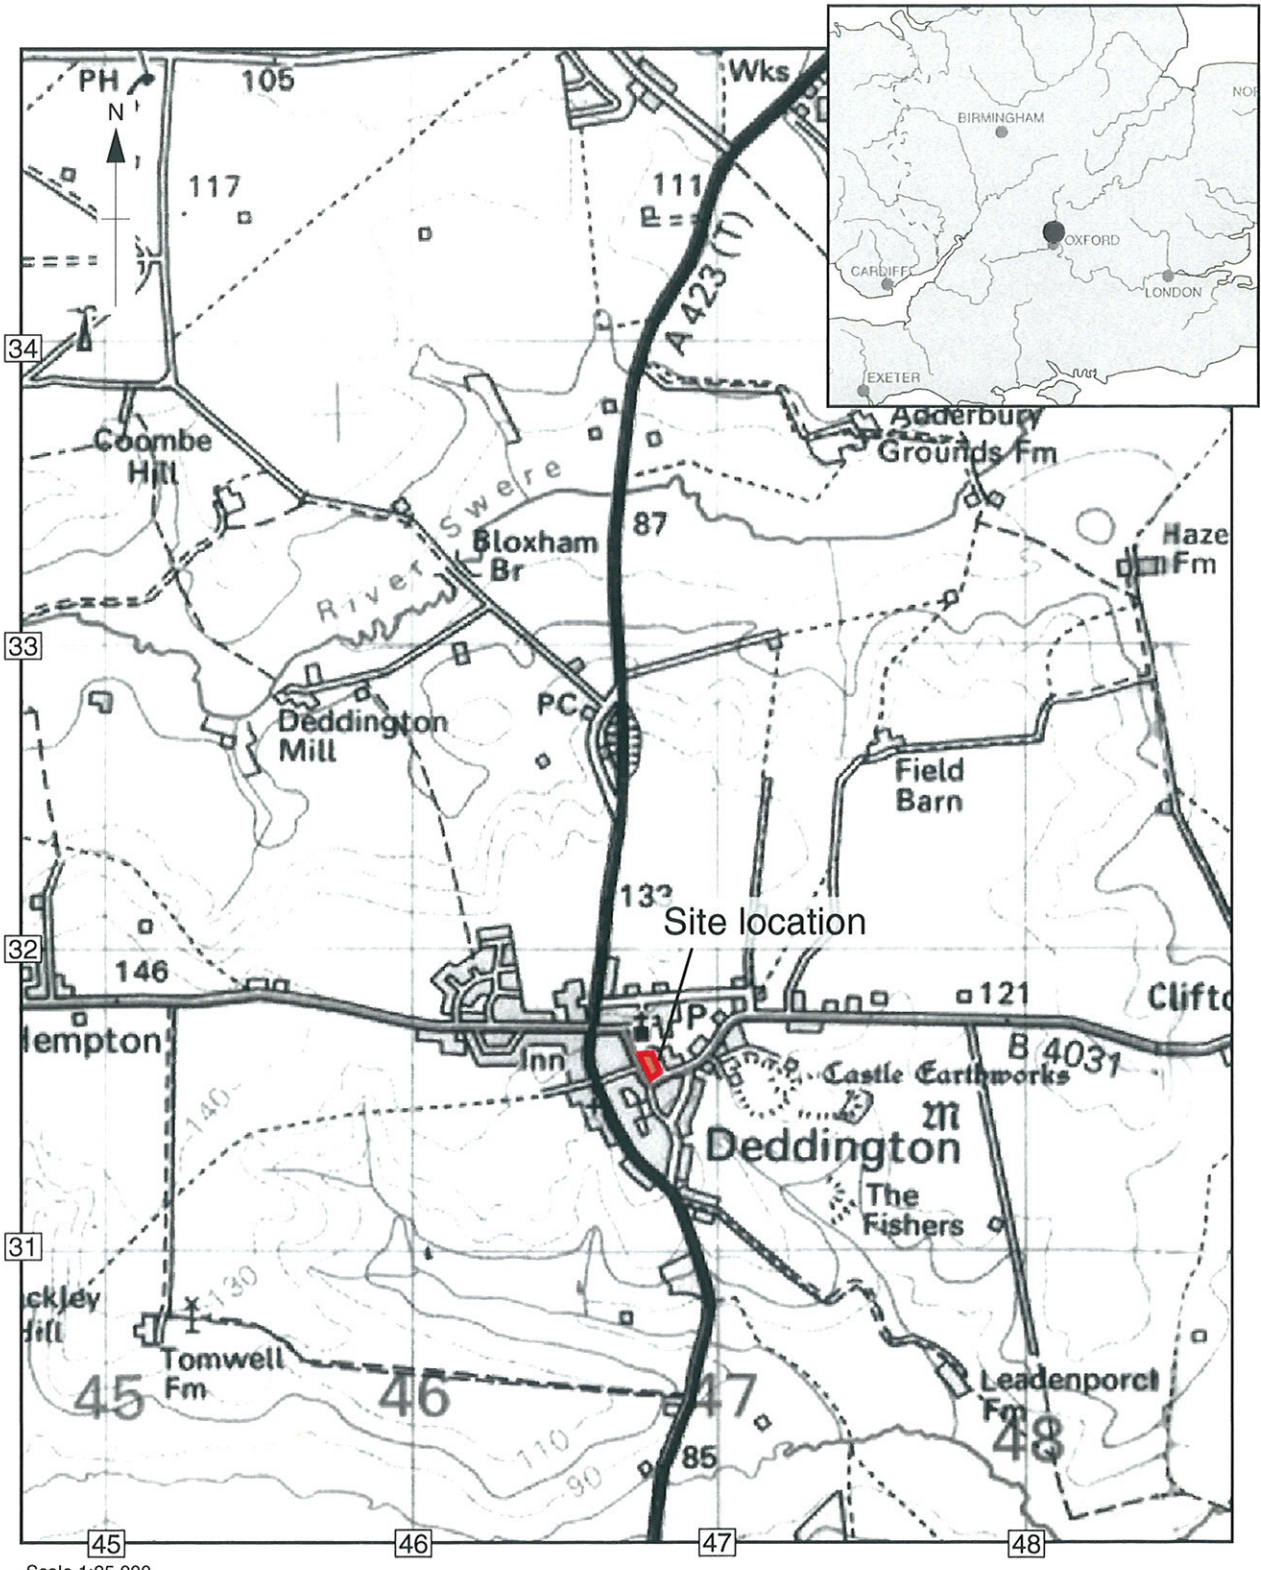 PH
105
Wks
N
117
111
A 423 (T)
BIRMINGHAM
OXFORD
CARDIFF
LONDON
EXETER
34
Coombe
Hill
Adderbury
Grounds Fm
River Swere
87
Bloxham
Br
Haze
Fm
33
PC
Deddington
Mill
Field
Barn
133
Site location
32
146
P
121
Clifto
Hempton
Inn
B 4031
Castle Earthworks
M
140
Deddington
The
Fishers
31
130
Tomwell
Fm
Leadenporch
Fm
45
46
47
48
110
90
85
45
46
47
48